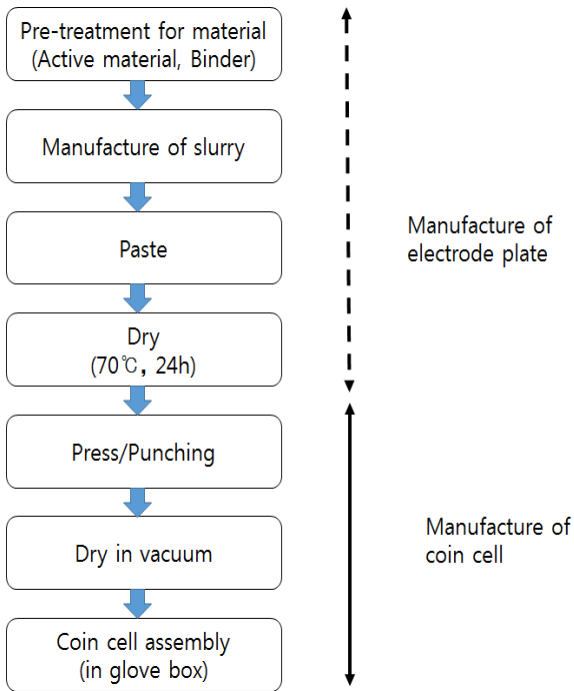 Pre-treatment for material
(Active material, Binder)
Manufacture of slurry
Paste
Dry
(70℃, 24h)
Press/Punching
Dry in vacuum
Coin cell assembly
(in glove box)
Manufacture of
electrode plate
Manufacture of
coin cell